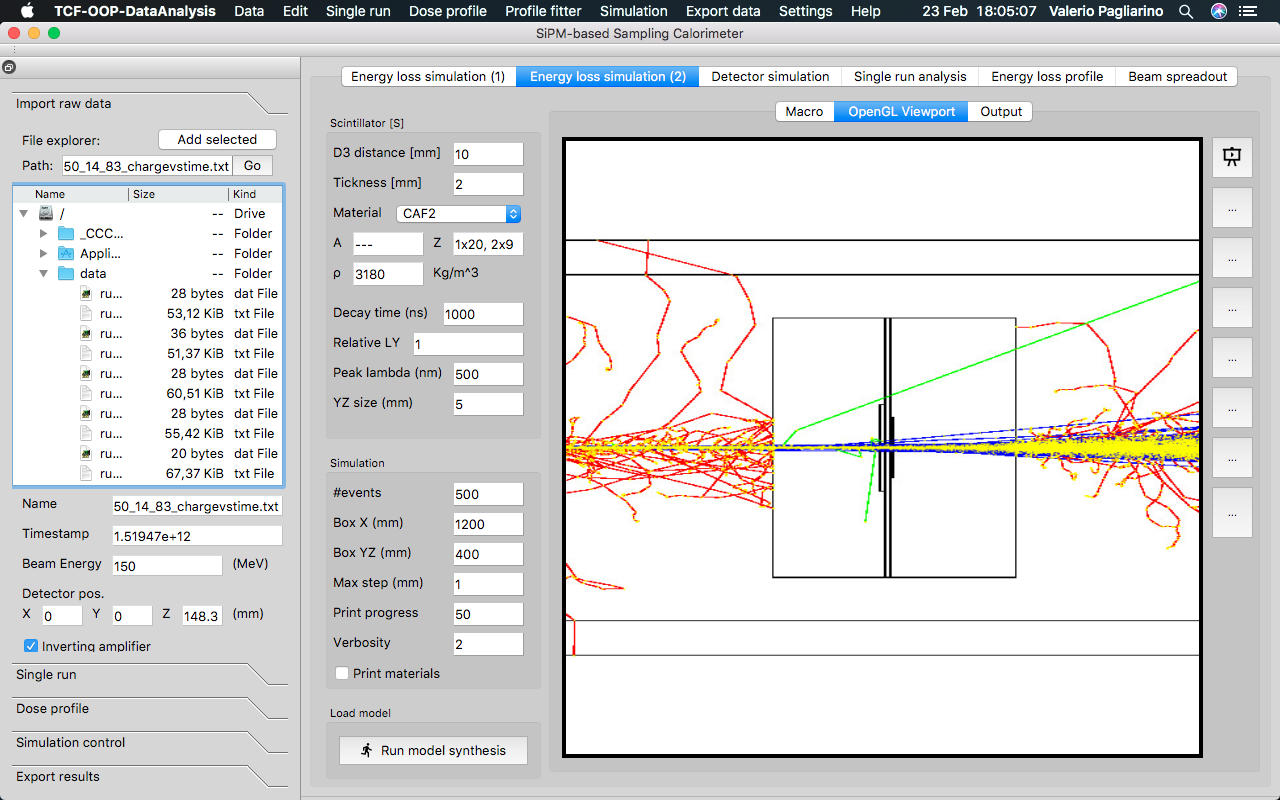 TCF-OOP-DataAnalysis Data Edit Single run Dose profile Profile fitter Simulation Export data Settings Help 23 Feb 18:05:07 Valerio Pagliarino
SiPM-based Sampling Calorimeter
Import raw data
File explorer: Add selected
Path: 50_14_83_chargevstime.txt Go
Name Size Kind
/ -- Drive
_CCC... -- Folder
Appli... -- Folder
data -- Folder
ru... 28 bytes dat File
ru... 53,12 KiB txt File
ru... 36 bytes dat File
ru... 51,37 KiB txt File
ru... 28 bytes dat File
ru... 60,51 KiB txt File
ru... 28 bytes dat File
ru... 55,42 KiB txt File
ru... 20 bytes dat File
ru... 67,37 KiB txt File
Name 50_14_83_chargevstime.txt
Timestamp 1.51947e+12
Beam Energy 150 (MeV)
Detector pos.
X 0 Y 0 Z 148.3 (mm)
Inverting amplifier
Single run
Dose profile
Simulation control
Export results
Energy loss simulation (1) Energy loss simulation (2) Detector simulation Single run analysis Energy loss profile Beam spreadout
Scintillator [S]
D3 distance [mm] 10
Tickness [mm] 2
Material CAF2
A --- Z 1x20, 2x9
ρ 3180 Kg/m^3
Decay time (ns) 1000
Relative LY 1
Peak lambda (nm) 500
YZ size (mm) 5
Simulation
#events 500
Box X (mm) 1200
Box YZ (mm) 400
Max step (mm) 1
Print progress 50
Verbosity 2
Print materials
Load model
Run model synthesis
Macro OpenGL Viewport Output
...
...
...
...
...
...
...